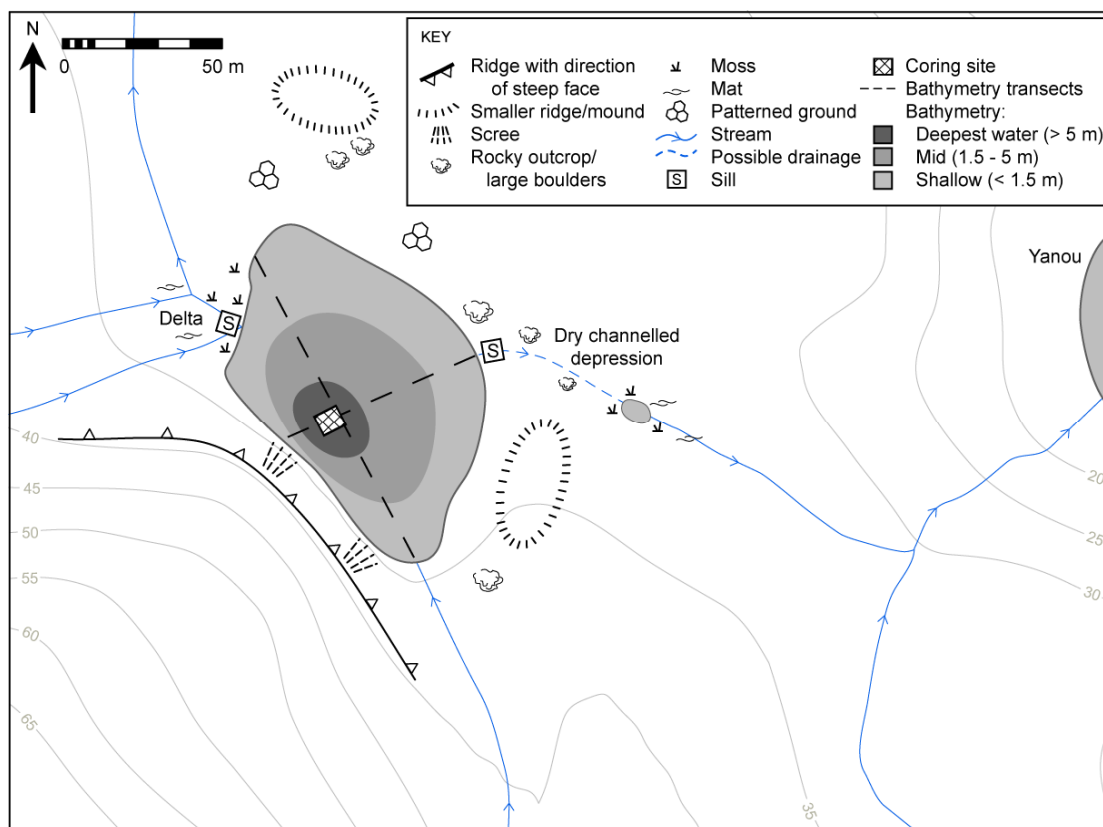 N
0 50 m
KEY
Ridge with direction
of steep face
Smaller ridge/mound
Scree
Rocky outcrop/
large boulders
Moss
Mat
Patterned ground
Stream
Possible drainage
S Sill
Coring site
Bathymetry transects
Bathymetry:
Deepest water (> 5 m)
Mid (1.5 - 5 m)
Shallow (< 1.5 m)
Yanou
Delta
S
S
Dry channelled
depression
40
45
50
55
60
65
20
25
30
35